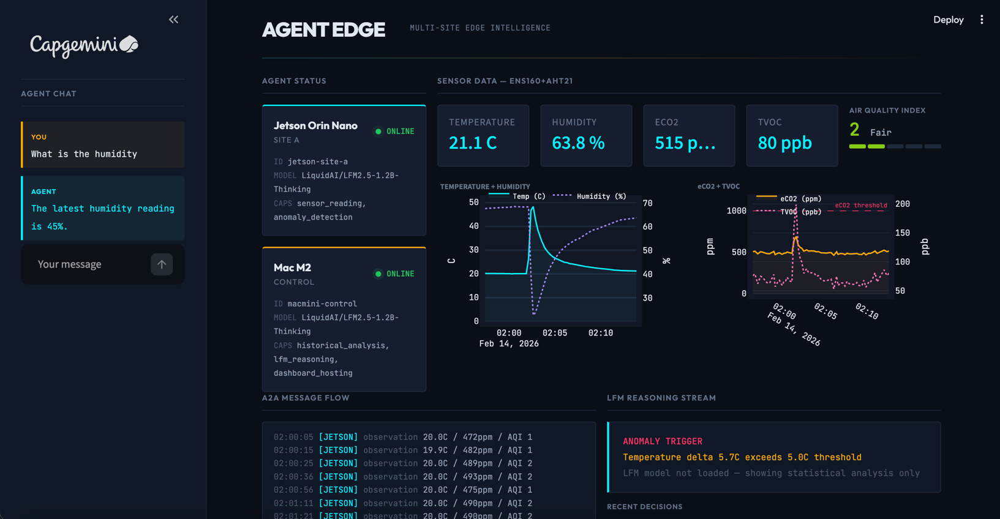 Capgemini
AGENT CHAT
YOU
What is the humidity
AGENT
The latest humidity reading
is 45%.
Your message
Deploy
AGENT EDGE
MULTI-SITE EDGE INTELLIGENCE
AGENT STATUS
Jetson Orin Nano
ONLINE
SITE A
ID jetson-site-a
MODEL LiquidAI/LFM2.5-1.2B-
Thinking
CAPS sensor_reading,
anomaly_detection
Mac M2
ONLINE
CONTROL
ID macmini-control
MODEL LiquidAI/LFM2.5-1.2B-
Thinking
CAPS historical_analysis,
lfm_reasoning,
dashboard_hosting
SENSOR DATA — ENS160+AHT21
TEMPERATURE
21.1 C
HUMIDITY
63.8 %
ECO2
515 p...
TVOC
80 ppb
AIR QUALITY INDEX
2 Fair
TEMPERATURE + HUMIDITY
Temp (C) Humidity (%)
50
40
30
20
10
0
C
70
60
50
40
30
%
02:00 02:05 02:10
Feb 14, 2026
eCO2 + TVOC
eCO2 (ppm)
TVOC (ppb)
eCO2 threshold
1000
500
0
ppm
200
150
100
50
ppb
02:00 02:05 02:10
Feb 14, 2026
A2A MESSAGE FLOW
02:00:05 [JETSON] observation 20.0C / 472ppm / AQI 1
02:00:15 [JETSON] observation 19.9C / 482ppm / AQI 1
02:00:25 [JETSON] observation 20.0C / 489ppm / AQI 2
02:00:36 [JETSON] observation 20.0C / 493ppm / AQI 2
02:00:56 [JETSON] observation 20.0C / 475ppm / AQI 1
02:01:11 [JETSON] observation 20.0C / 490ppm / AQI 2
02:01:21 [JETSON] observation 20.0C / 490ppm / AQI 2
LFM REASONING STREAM
ANOMALY TRIGGER
Temperature delta 5.7C exceeds 5.0C threshold
LFM model not loaded — showing statistical analysis only
RECENT DECISIONS